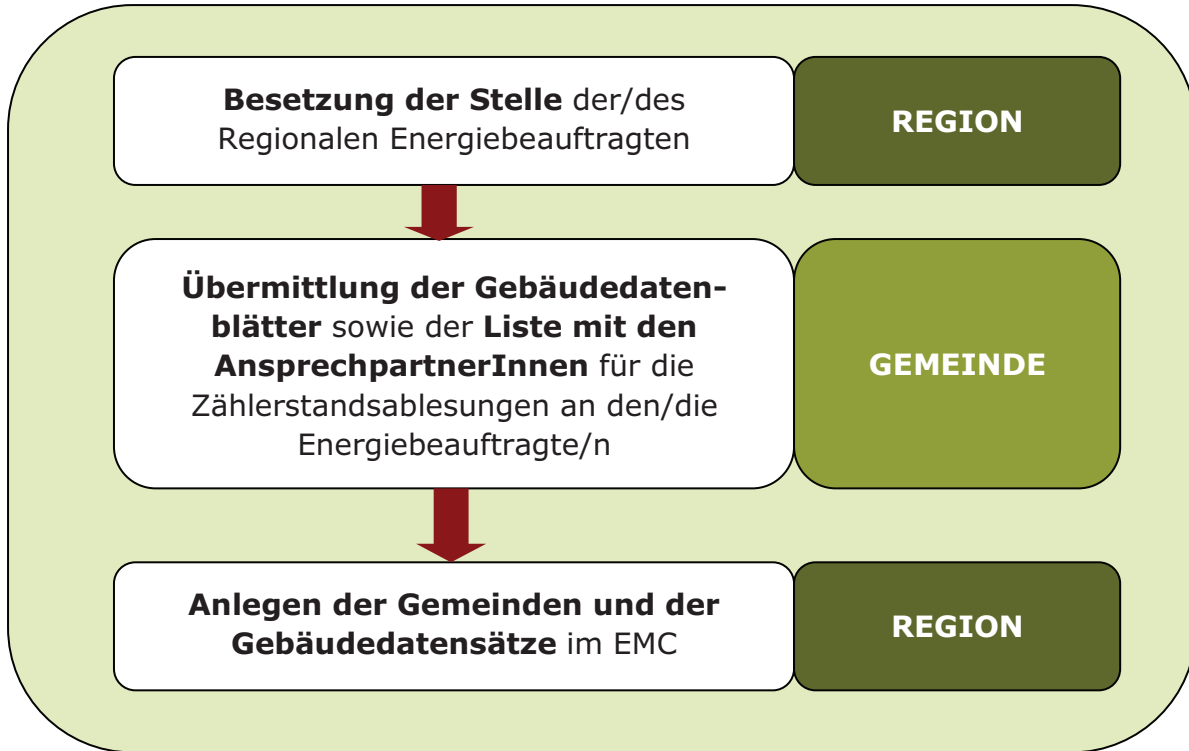 Besetzung der Stelle der/des
Regionalen Energiebeauftragten
REGION
Übermittlung der Gebäudedaten-
blätter sowie der Liste mit den
AnsprechpartnerInnen für die
Zählerstandsablesungen an den/die
Energiebeauftragte/n
GEMEINDE
Anlegen der Gemeinden und der
Gebäudedatensätze im EMC
REGION